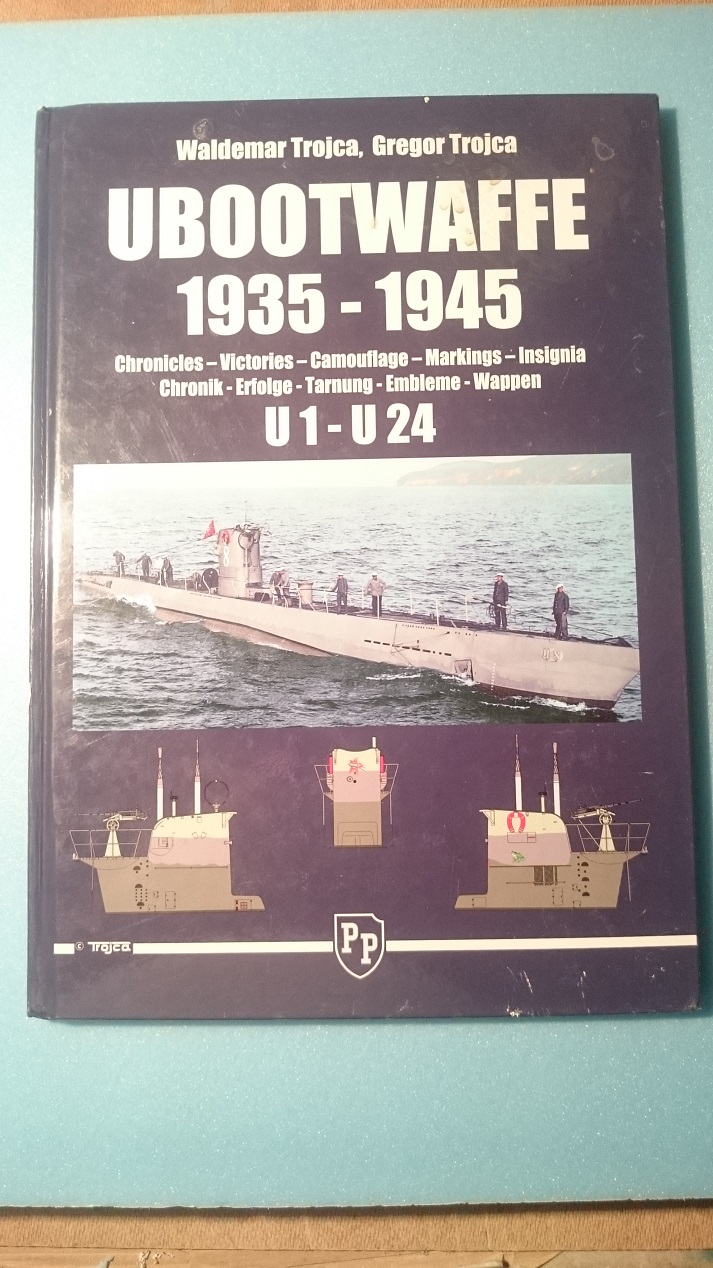 Waldemar Trojca, Gregor Trojca
UBOOTWAFFE
1935 - 1945
Chronicles – Victories – Camouflage – Markings – Insignia
Chronik - Erfolge - Tarnung - Embleme - Wappen
U 1 - U 24
© Trojca
PP